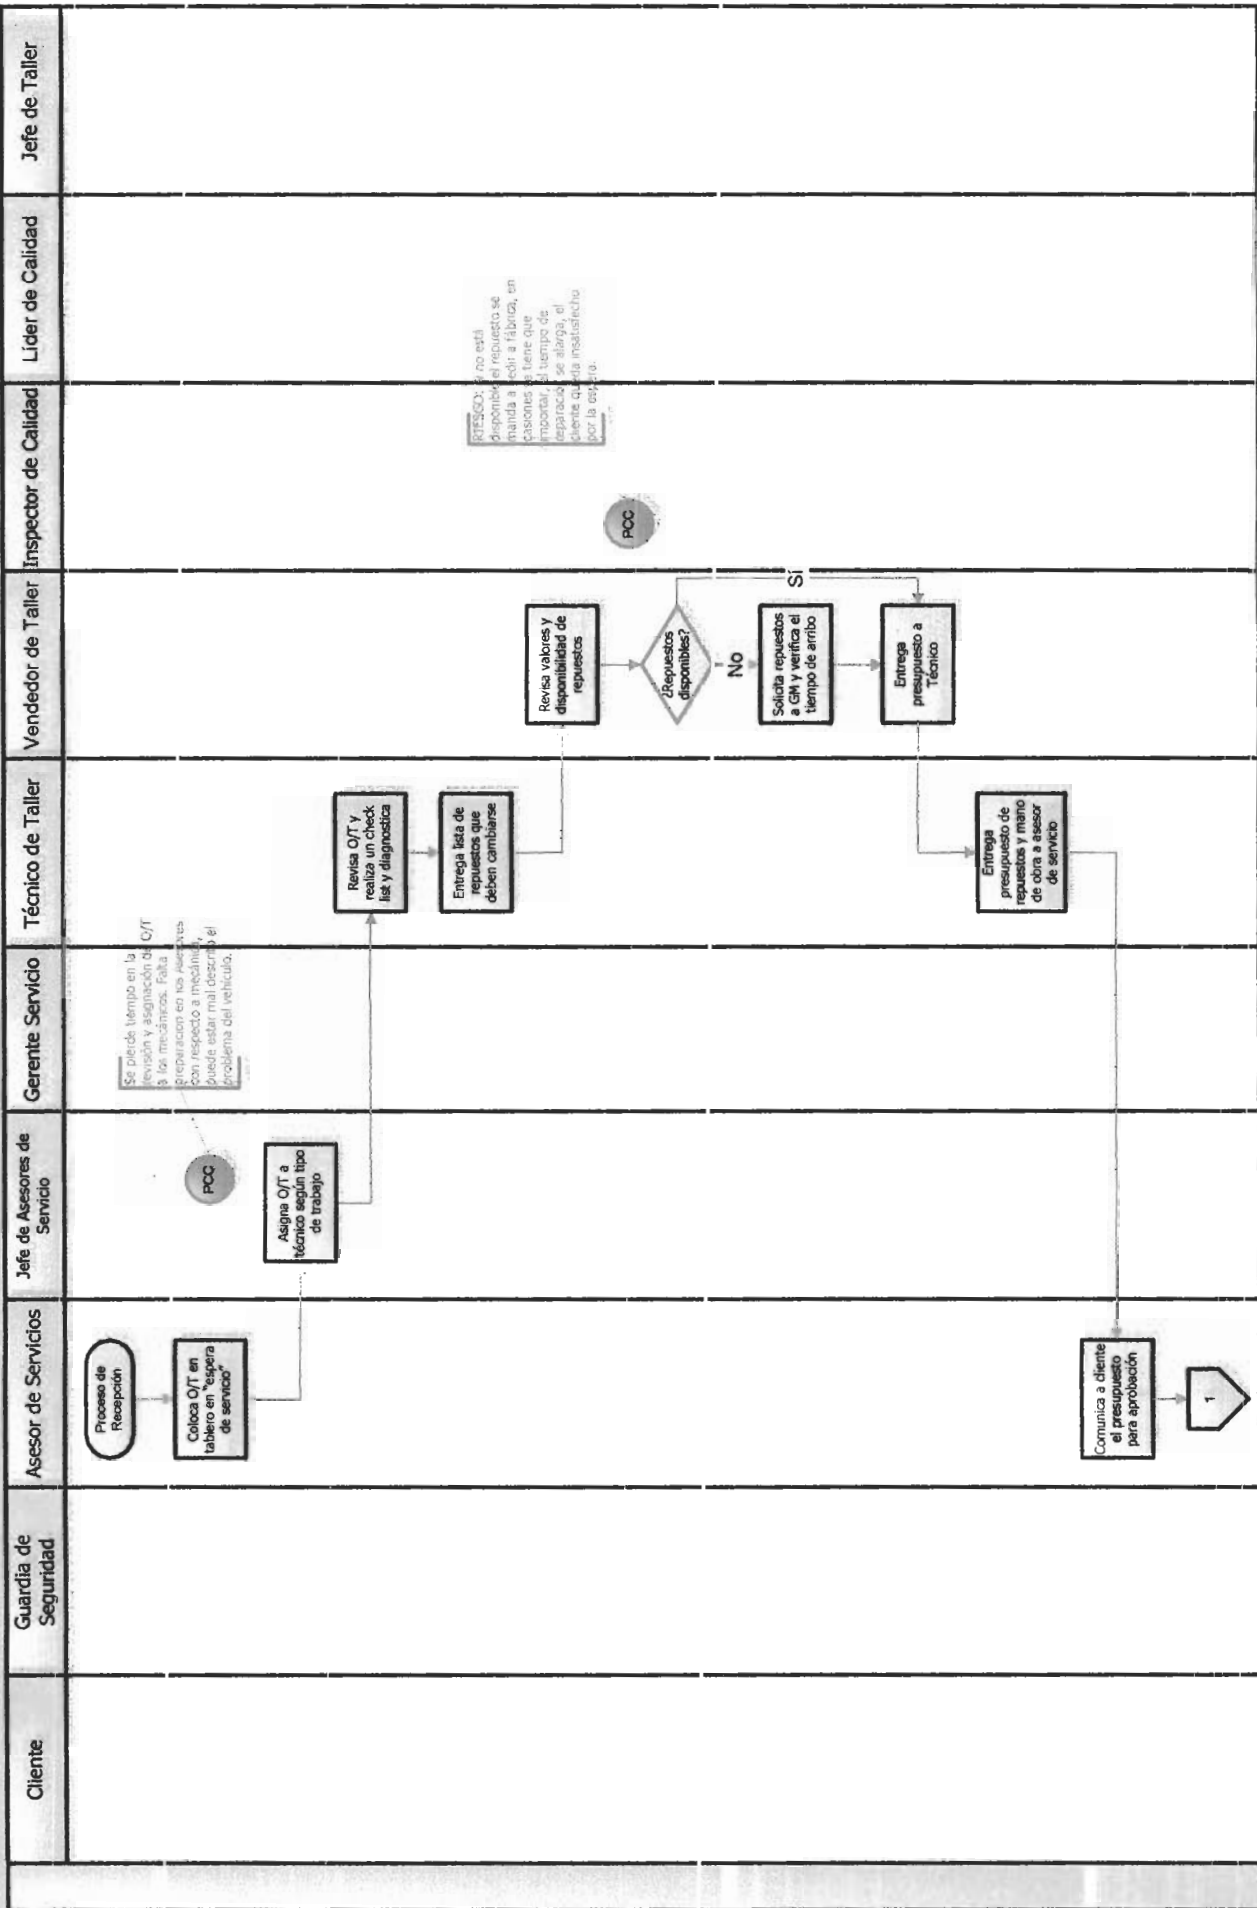 Cliente
Guardia de
Seguridad
Asesor de Servicios
Jefe de Asesores de
Servicio
Gerente Servicio
Técnico de Taller
Vendedor de Taller
Inspector de Calidad
Líder de Calidad
Jefe de Taller
Proceso de
Recepción
Coloca O/T en
tablero en "espera
de servicio"
PCC
Se pierde tiempo en la
revisión y asignación de O/T
a los mecánicos. Falta
preparación en los Asesores
con respecto a mecánica,
puede estar mal descrito el
problema del vehículo.
Asigna O/T a
técnico según tipo
de trabajo
Revisa O/T y
realiza un check
list y diagnostica
Entrega lista de
repuestos que
deben cambiarse
Revisa valores y
disponibilidad de
repuestos
¿Repuestos
disponibles?
PCC
RIESGO: si no está
disponible el repuesto se
manda a pedir a fábrica, en
ocasiones se tiene que
importar, el tiempo de
reparación se alarga, el
cliente queda insatisfecho
por la espera.
No
Sí
Solicita repuestos
a GM y verifica el
tiempo de arribo
Entrega
presupuesto a
Técnico
Entrega
presupuesto de
repuestos y mano
de obra a asesor
de servicio
Comunica a cliente
el presupuesto
para aprobación
1